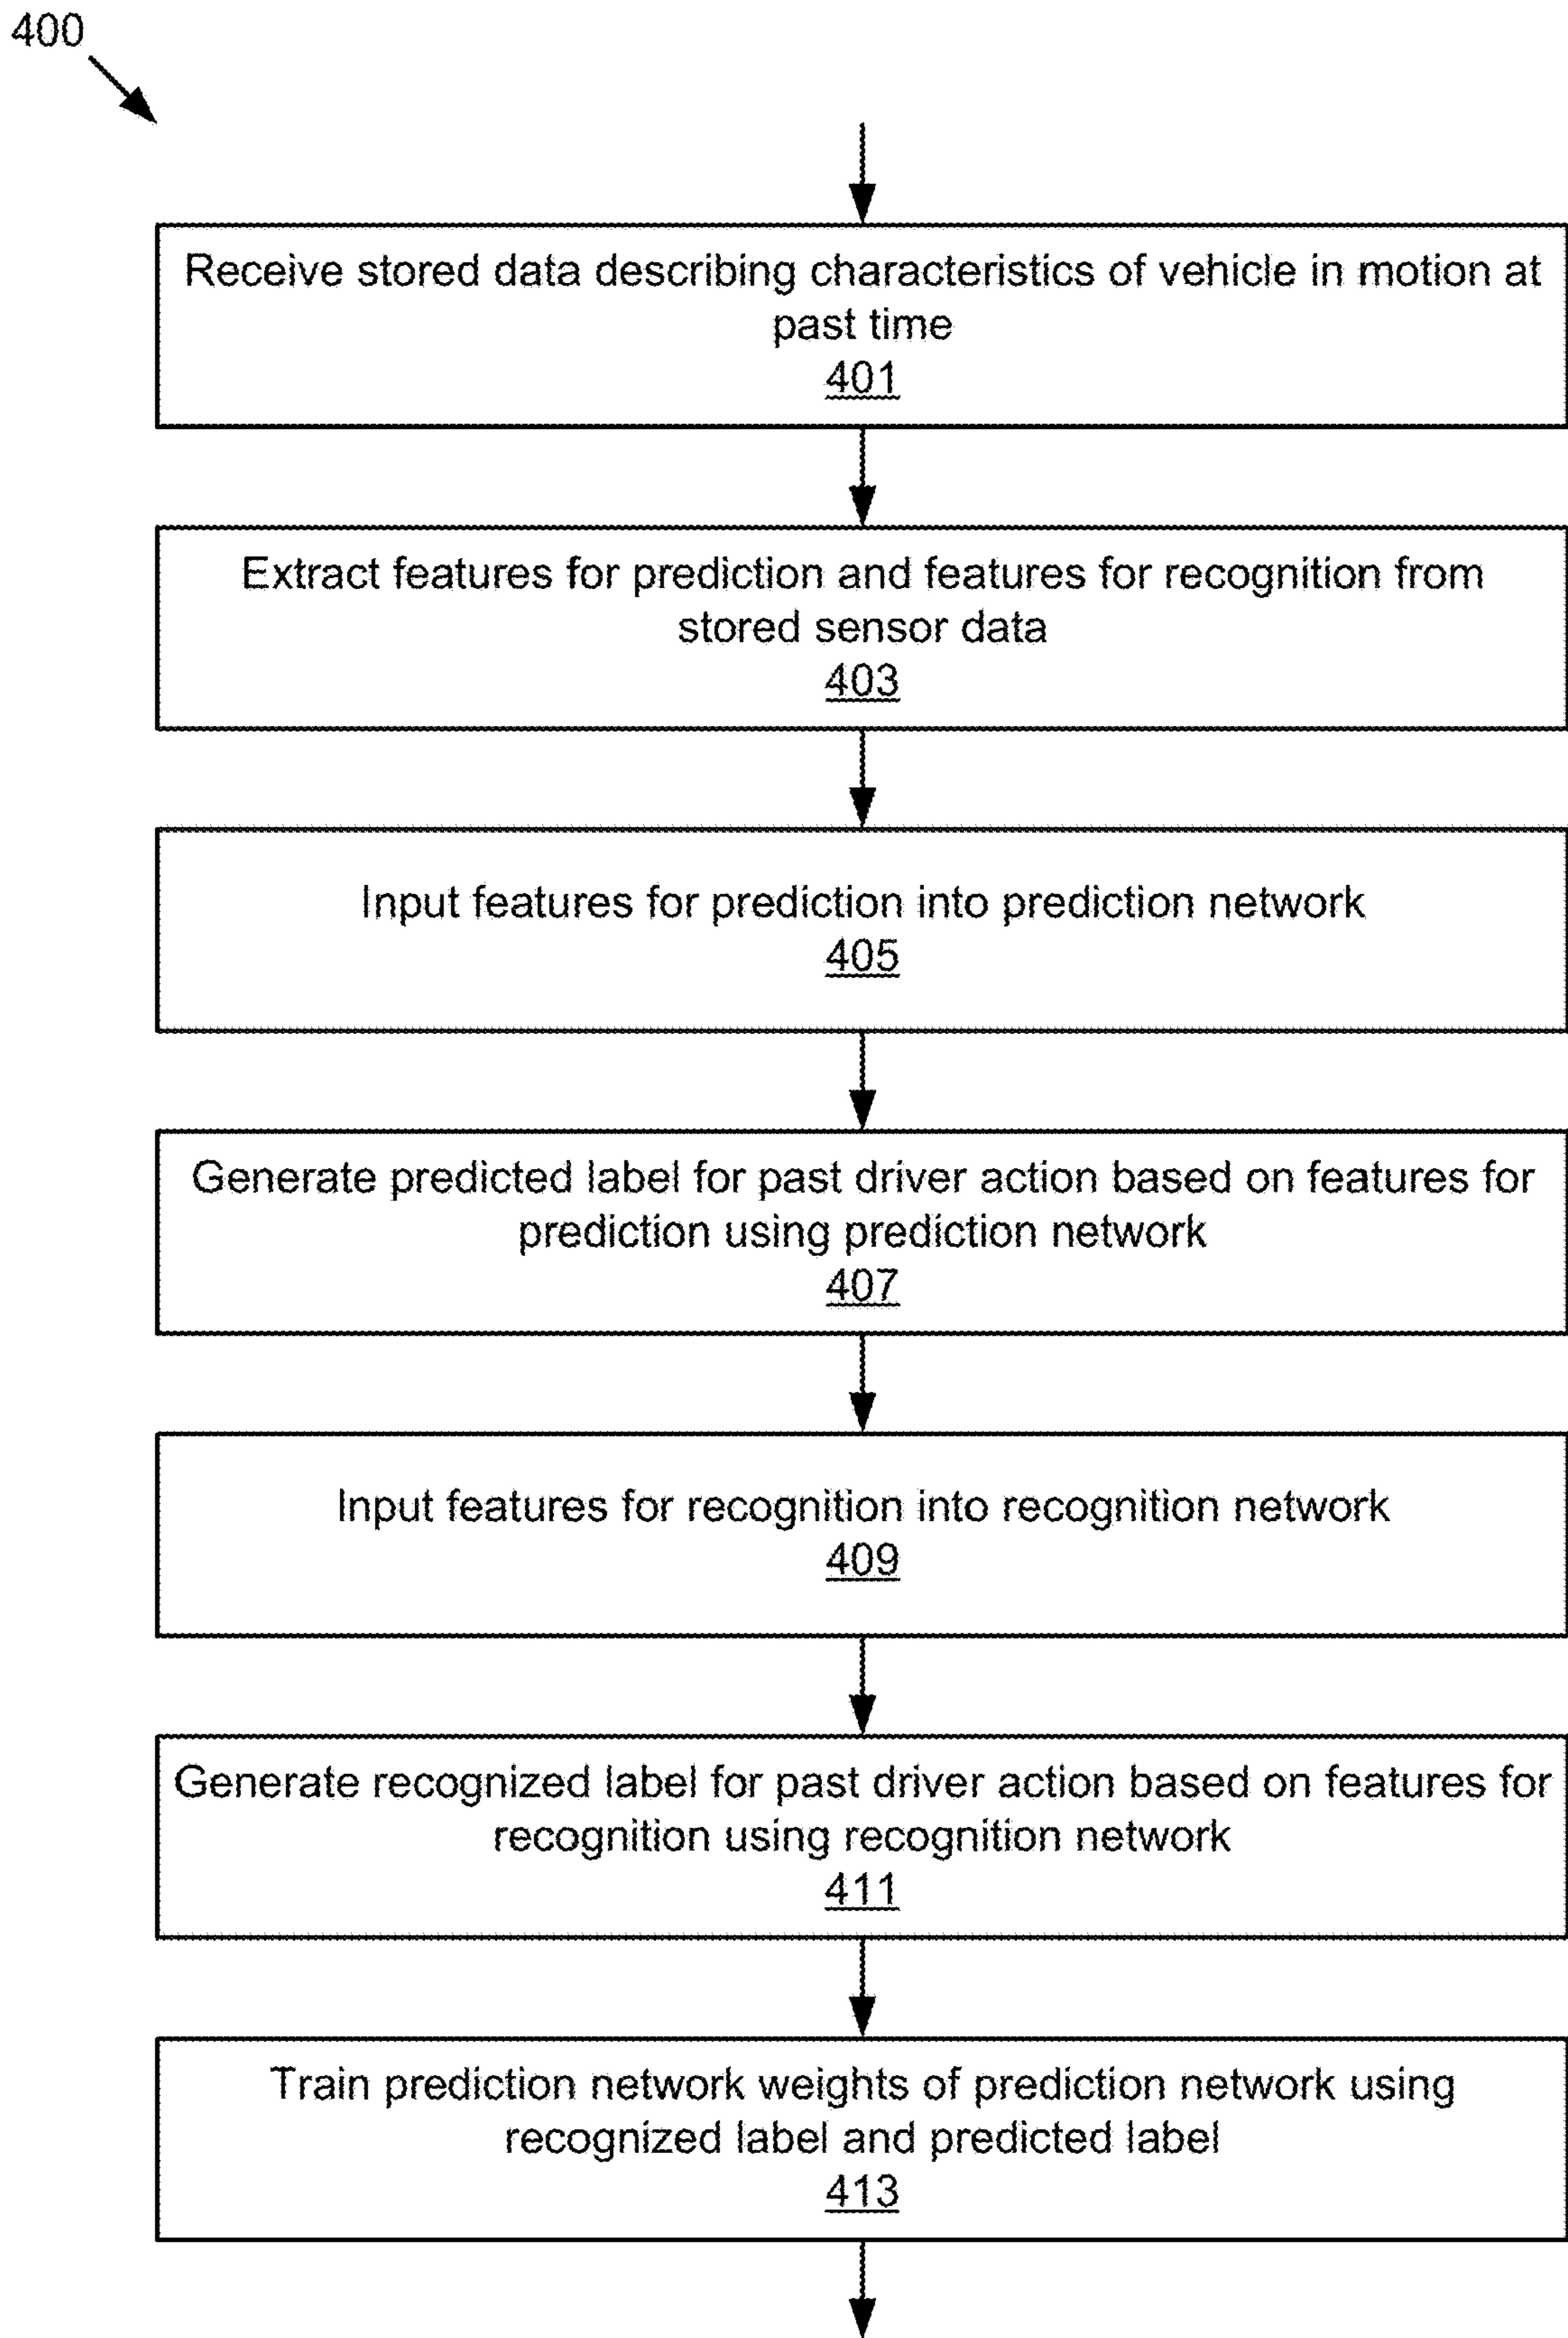 400
Receive stored data describing characteristics of vehicle in motion at
past time
401
Extract features for prediction and features for recognition from
stored sensor data
403
Input features for prediction into prediction network
405
Generate predicted label for past driver action based on features for
prediction using prediction network
407
Input features for recognition into recognition network
409
Generate recognized label for past driver action based on features for
recognition using recognition network
411
Train prediction network weights of prediction network using
recognized label and predicted label
413